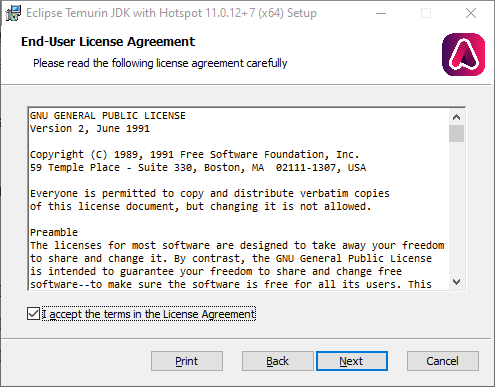 Eclipse Temurin JDK with Hotspot 11.0.12+7 (x64) Setup
End-User License Agreement
Please read the following license agreement carefully
GNU GENERAL PUBLIC LICENSE
Version 2, June 1991
Copyright (C) 1989, 1991 Free Software Foundation, Inc.
59 Temple Place - Suite 330, Boston, MA  02111-1307, USA
Everyone is permitted to copy and distribute verbatim copies
of this license document, but changing it is not allowed.
Preamble
The licenses for most software are designed to take away your freedom
to share and change it. By contrast, the GNU General Public License
is intended to guarantee your freedom to share and change free
software--to make sure the software is free for all its users. This
I accept the terms in the License Agreement
Print
Back
Next
Cancel